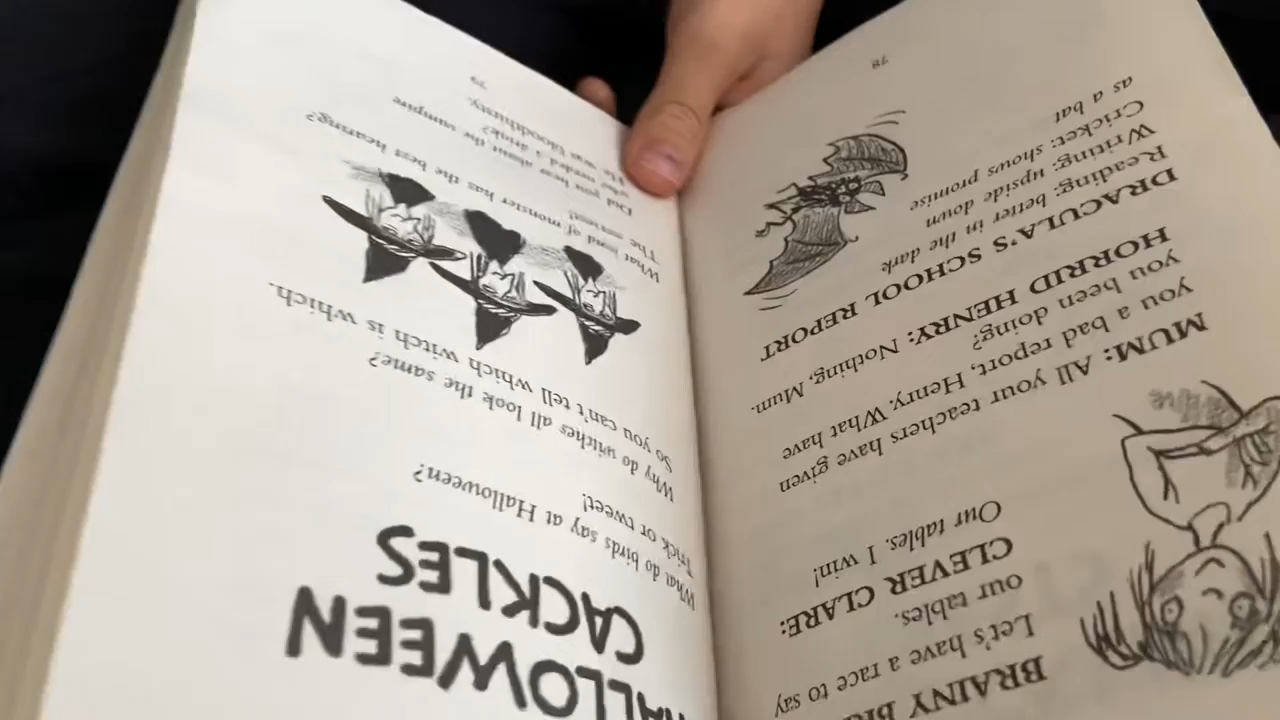 BRAINY
Let's have a race to say
our tables.
CLEVER CLARE:
Our tables. I win!
MUM: All your teachers have given
you a bad report, Henry. What have
you been doing?
HORRID HENRY: Nothing, Mum.
DRACULA'S SCHOOL REPORT
Reading: better in the dark
Writing: upside down
Cricket: shows promise
as a bat
78
HALLOWEEN
CACKLES
What do birds say at Halloween?
Trick or tweet!
Why do witches all look the same?
So you can't tell which witch is which.
What kind of monster has the best hearing?
The eeriest!
Did you hear about the vampire
who needed a drink?
He was bloodthirsty.
79